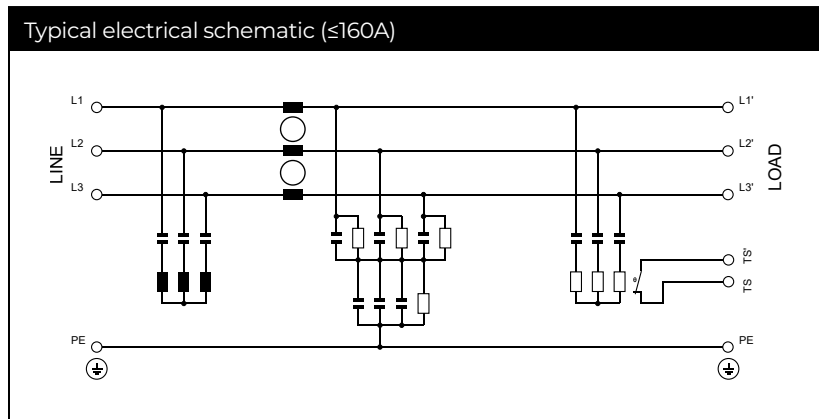 Typical electrical schematic (≤160A)
L1
L1'
L2
L2'
LINE
LOAD
L3
L3'
θ
TS'
TS
PE
PE